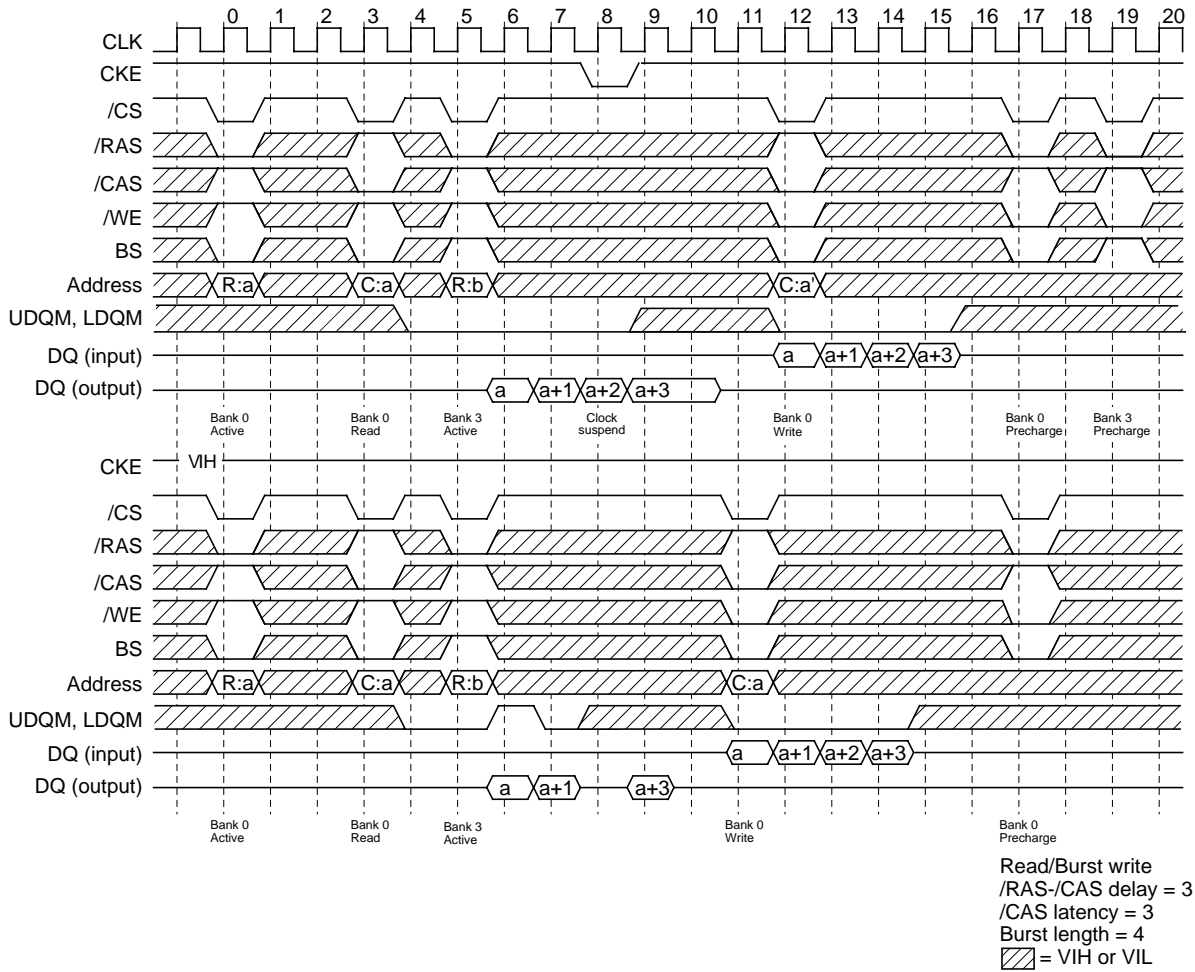 0 1 2 3 4 5 6 7 8 9 10 11 12 13 14 15 16 17 18 19 20
CLK
CKE
/CS
/RAS
/CAS
/WE
BS
Address R:a C:a R:b C:a'
UDQM, LDQM
DQ (input) a a+1 a+2 a+3
DQ (output) a a+1 a+2 a+3
Bank 0 Bank 0 Bank 3 Clock Bank 0 Bank 0 Bank 3
Active Read Active suspend Write Precharge Precharge
CKE VIH
/CS
/RAS
/CAS
/WE
BS
Address R:a C:a R:b C:a
UDQM, LDQM
DQ (input) a a+1 a+2 a+3
DQ (output) a a+1 a+3
Bank 0 Bank 0 Bank 3 Bank 0 Bank 0
Active Read Active Write Precharge
Read/Burst write
/RAS-/CAS delay = 3
/CAS latency = 3
Burst length = 4
= VIH or VIL